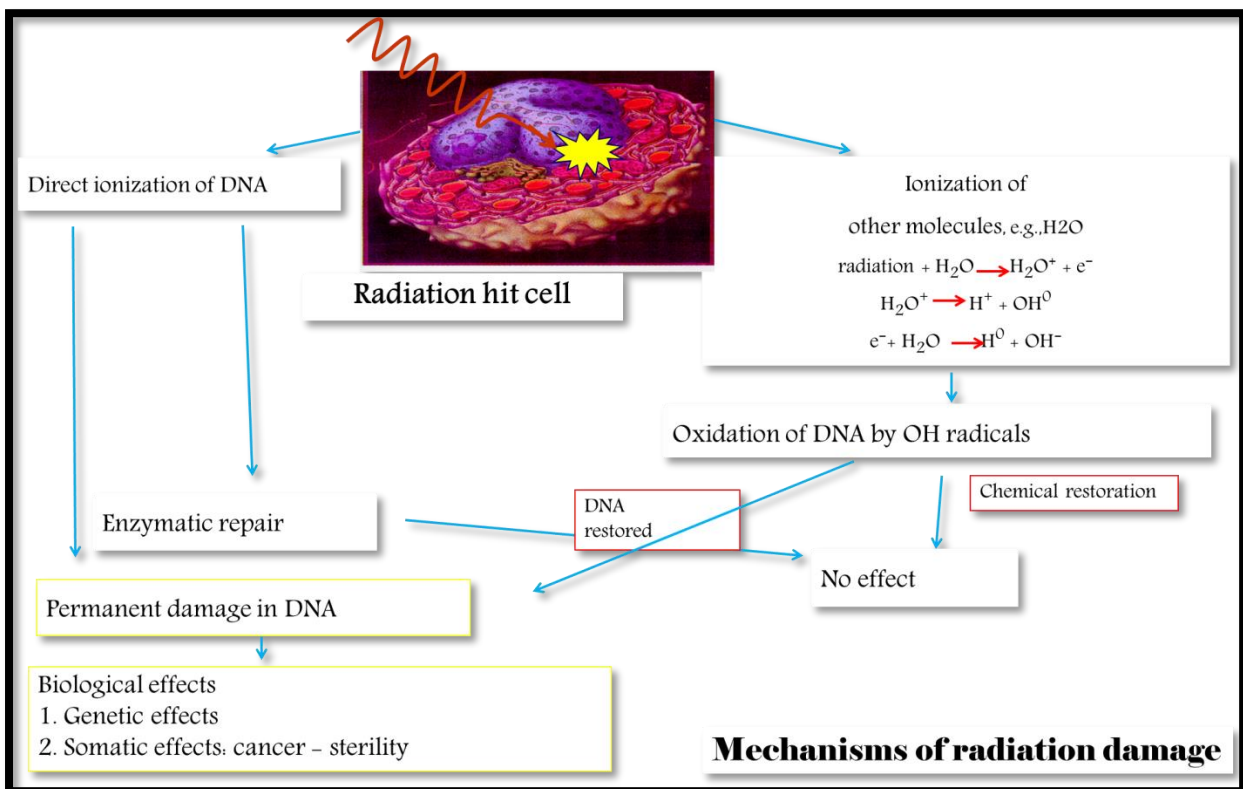 Direct ionization of DNA
Radiation hit cell
Ionization of
other molecules, e.g.,H2O
radiation + H₂O → H₂O⁺ + e⁻
H₂O⁺ → H⁺ + OH⁰
e⁻+ H₂O → H⁰ + OH⁻
Oxidation of DNA by OH radicals
Chemical restoration
DNA
restored
Enzymatic repair
No effect
Permanent damage in DNA
Biological effects
1. Genetic effects
2. Somatic effects: cancer – sterility
Mechanisms of radiation damage